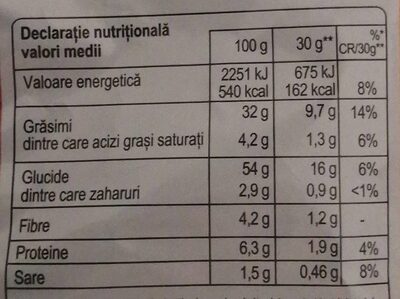 Declarație nutrițională
valori medii 100 g 30 g** %*
CR/30g**
Valoare energetică 2251 kJ 675 kJ
540 kcal 162 kcal 8%
Grăsimi 32 g 9,7 g 14%
dintre care acizi grași saturați 4,2 g 1,3 g 6%
Glucide 54 g 16 g 6%
dintre care zaharuri 2,9 g 0,9 g <1%
Fibre 4,2 g 1,2 g -
Proteine 6,3 g 1,9 g 4%
Sare 1,5 g 0,46 g 8%